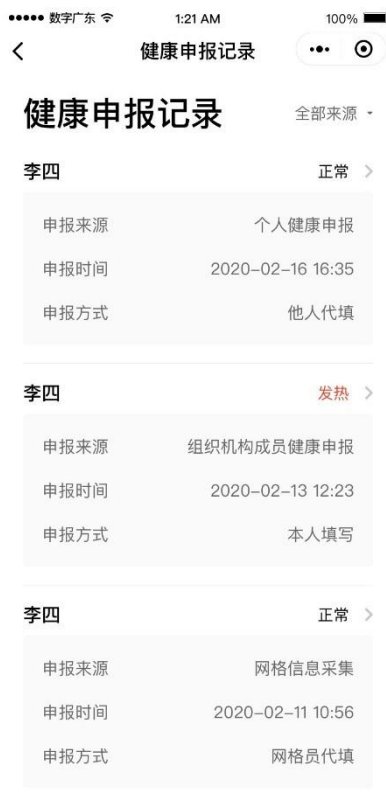 数字广东 1:21 AM 100%
健康申报记录
健康申报记录 全部来源
李四 正常
申报来源 个人健康申报
申报时间 2020-02-16 16:35
申报方式 他人代填
李四 发热
申报来源 组织机构成员健康申报
申报时间 2020-02-13 12:23
申报方式 本人填写
李四 正常
申报来源 网格信息采集
申报时间 2020-02-11 10:56
申报方式 网格员代填